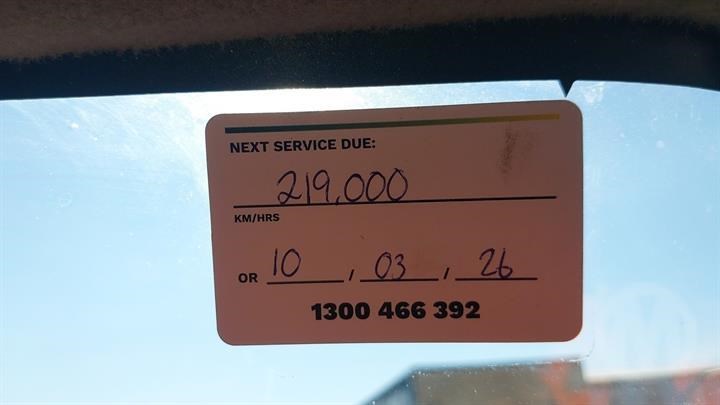 NEXT SERVICE DUE:
219,000
KM/HRS
OR 10 / 03 / 26
1300 466 392